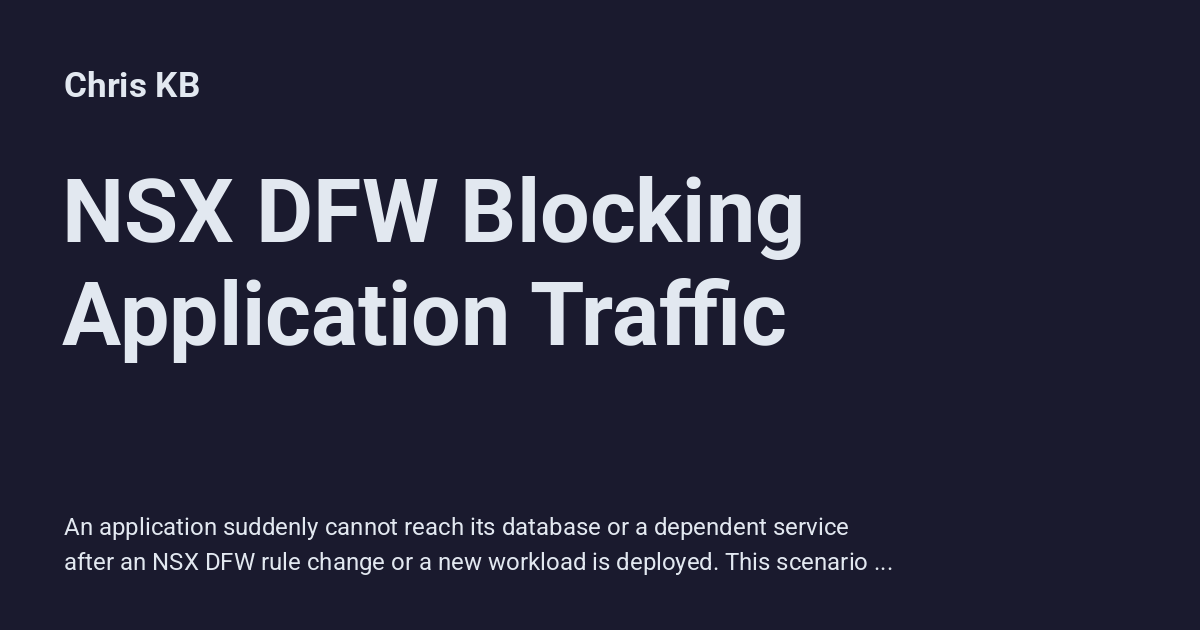 Chris KB
NSX DFW Blocking
Application Traffic
An application suddenly cannot reach its database or a dependent service
after an NSX DFW rule change or a new workload is deployed. This scenario ...